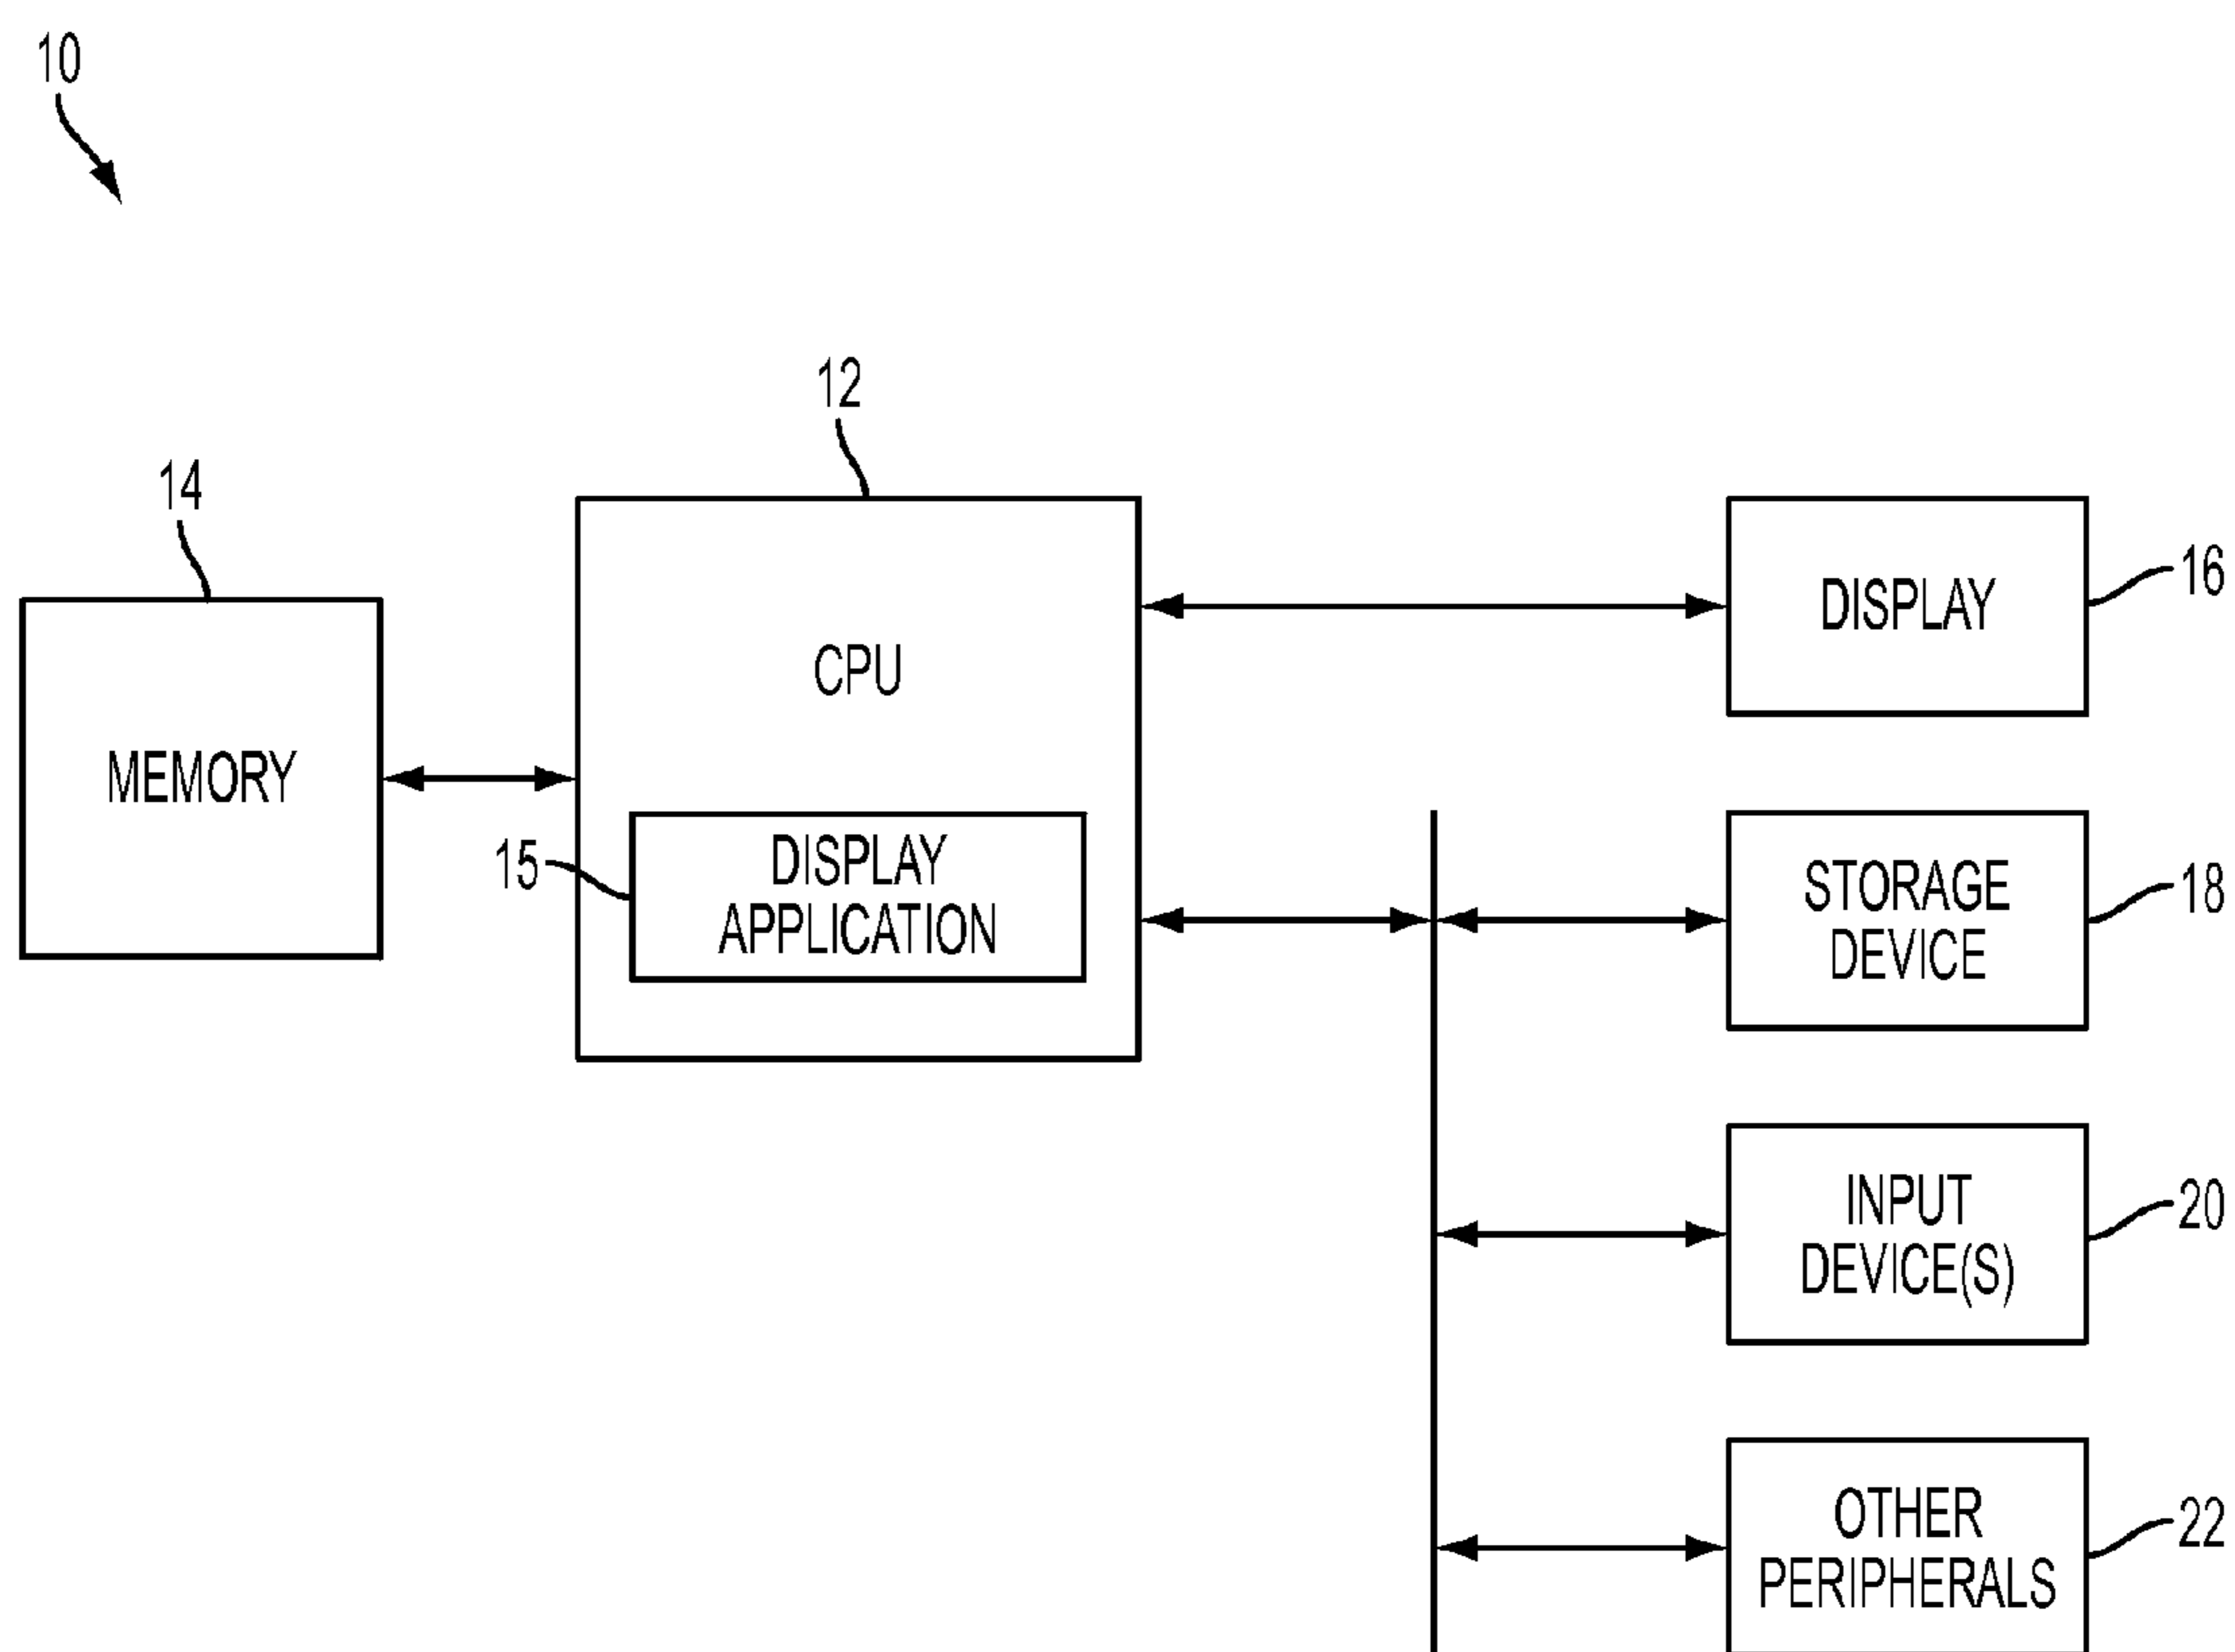 10
12
14
CPU
DISPLAY
16
MEMORY
15
DISPLAY
APPLICATION
STORAGE
DEVICE
18
INPUT
DEVICE(S)
20
OTHER
PERIPHERALS
22